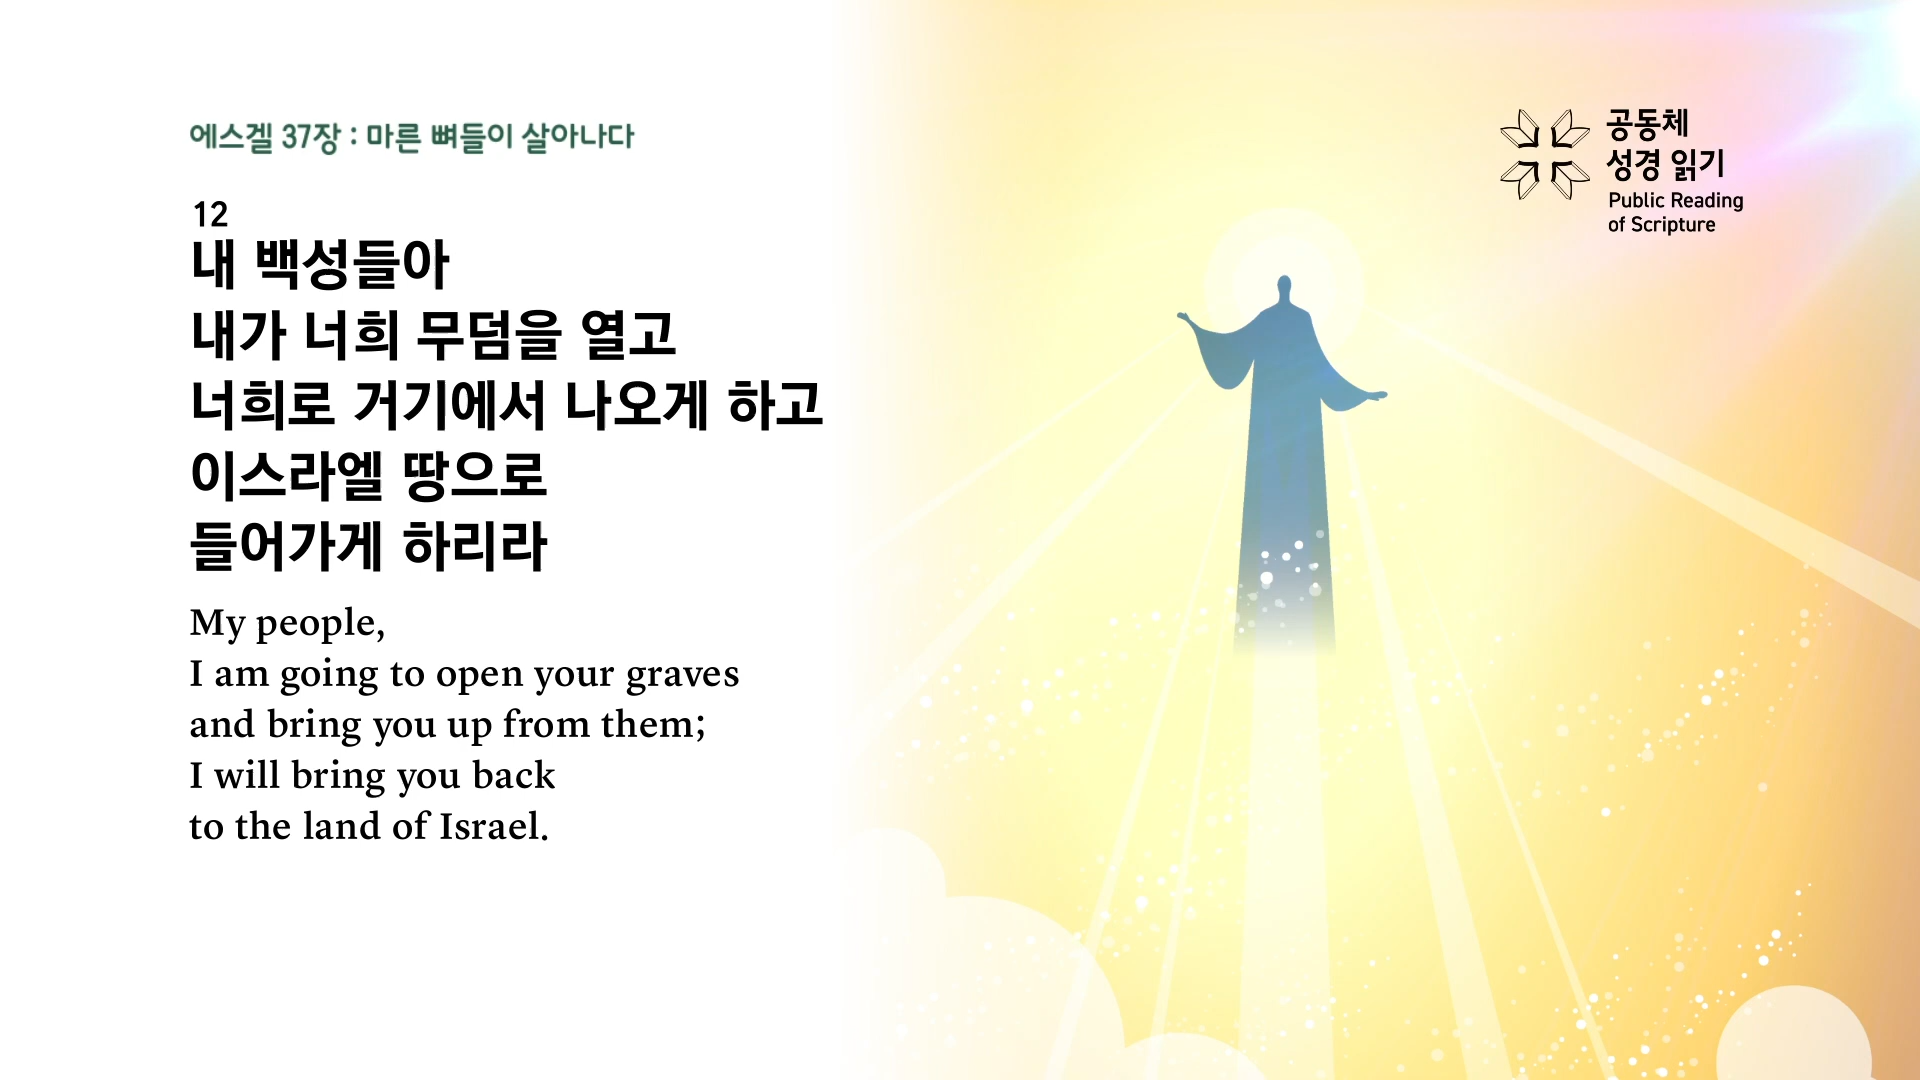 에스겔 37장 : 마른 뼈들이 살아나다
12
내 백성들아
내가 너희 무덤을 열고
너희로 거기에서 나오게 하고
이스라엘 땅으로
들어가게 하리라
My people,
I am going to open your graves
and bring you up from them;
I will bring you back
to the land of Israel.
공동체
성경 읽기
Public Reading
of Scripture